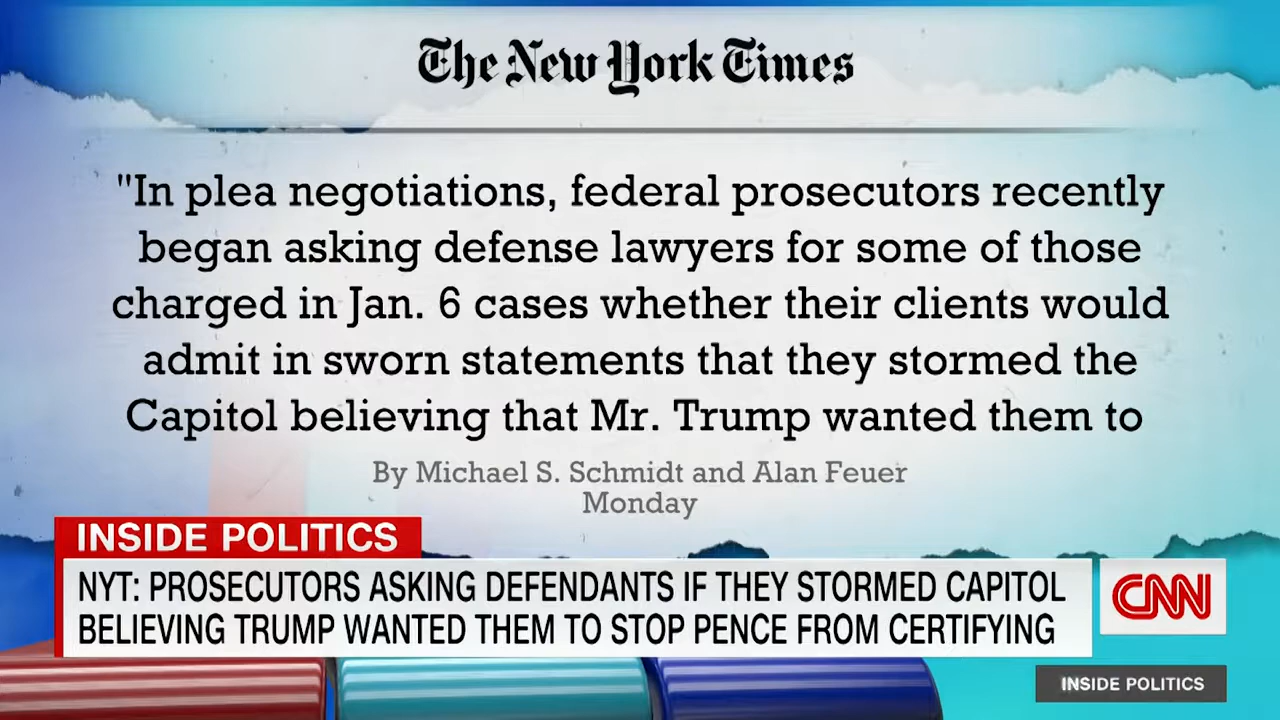 The New York Times
"In plea negotiations, federal prosecutors recently
began asking defense lawyers for some of those
charged in Jan. 6 cases whether their clients would
admit in sworn statements that they stormed the
Capitol believing that Mr. Trump wanted them to
By Michael S. Schmidt and Alan Feuer
Monday
INSIDE POLITICS
NYT: PROSECUTORS ASKING DEFENDANTS IF THEY STORMED CAPITOL
BELIEVING TRUMP WANTED THEM TO STOP PENCE FROM CERTIFYING
CNN
INSIDE POLITICS